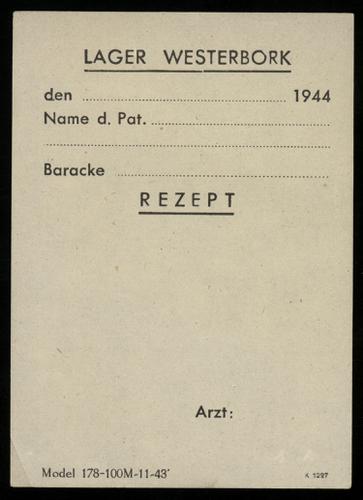 LAGER WESTERBORK
den 1944
Name d. Pat.
Baracke
REZEPT
Arzt:
Model 178-100M-11-43'
K 1297